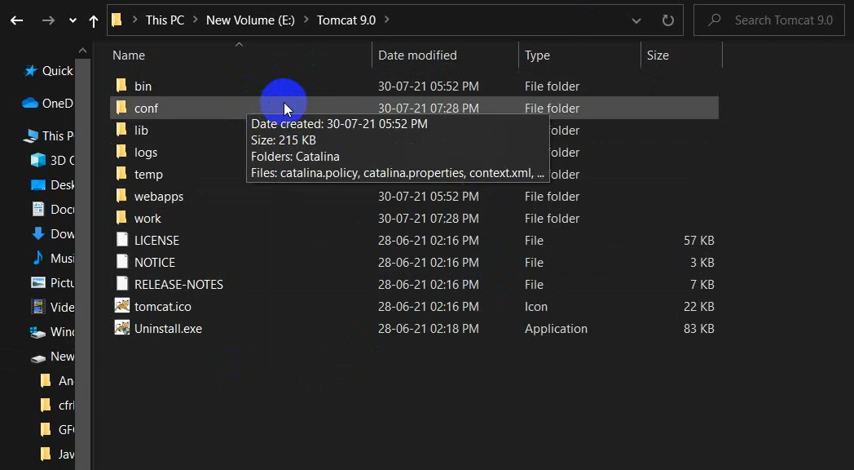 This PC > New Volume (E:) > Tomcat 9.0 >
Search Tomcat 9.0
Name Date modified Type Size
Quick
OneD
This P
3D
Desk
Docu
Dow
Musi
Pictu
Vide
Wind
New
An
cfrl
GF
Jav
bin 30-07-21 05:52 PM File folder
conf 30-07-21 07:28 PM File folder
Date created: 30-07-21 05:52 PM
Size: 215 KB
Folders: Catalina
Files: catalina.policy, catalina.properties, context.xml, ...
lib older
logs older
temp older
webapps 30-07-21 05:52 PM File folder
work 30-07-21 07:28 PM File folder
LICENSE 28-06-21 02:16 PM File 57 KB
NOTICE 28-06-21 02:16 PM File 3 KB
RELEASE-NOTES 28-06-21 02:16 PM File 7 KB
tomcat.ico 28-06-21 02:16 PM Icon 22 KB
Uninstall.exe 28-06-21 02:18 PM Application 83 KB